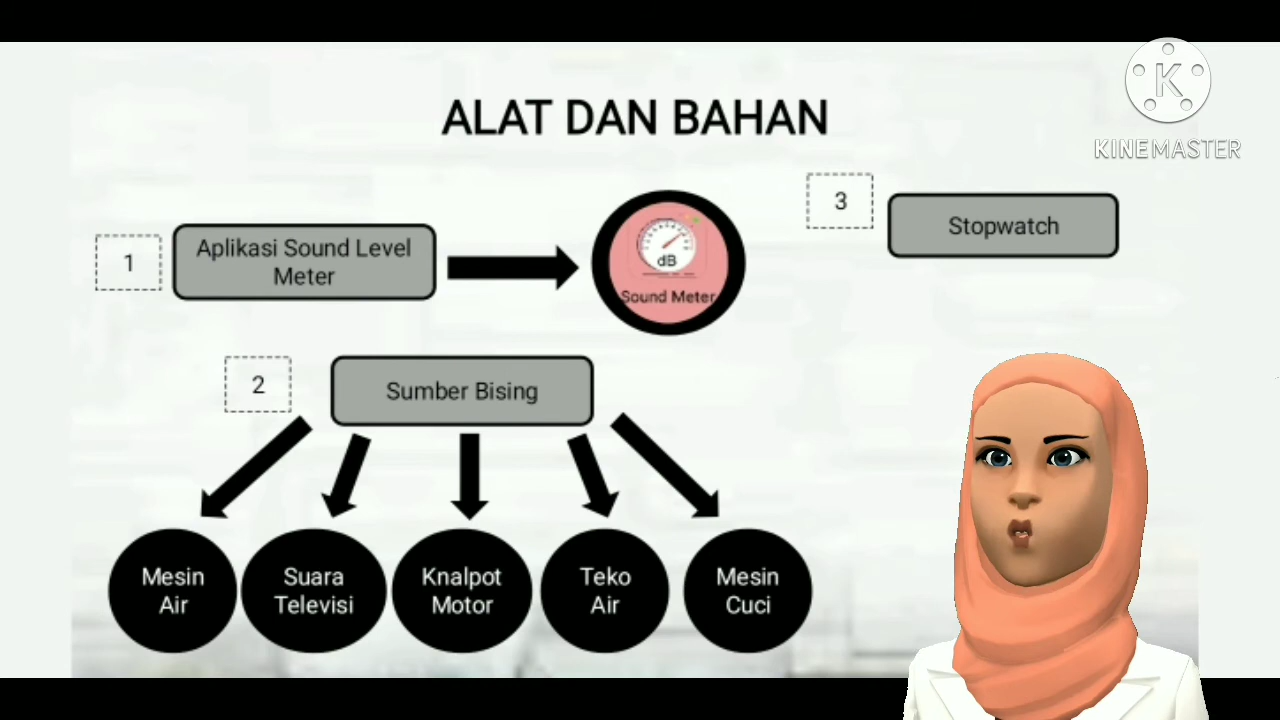 ALAT DAN BAHAN
K
KINEMASTER
1
Aplikasi Sound Level
Meter
dB
Sound Meter
3
Stopwatch
2
Sumber Bising
Mesin
Air
Suara
Televisi
Knalpot
Motor
Teko
Air
Mesin
Cuci